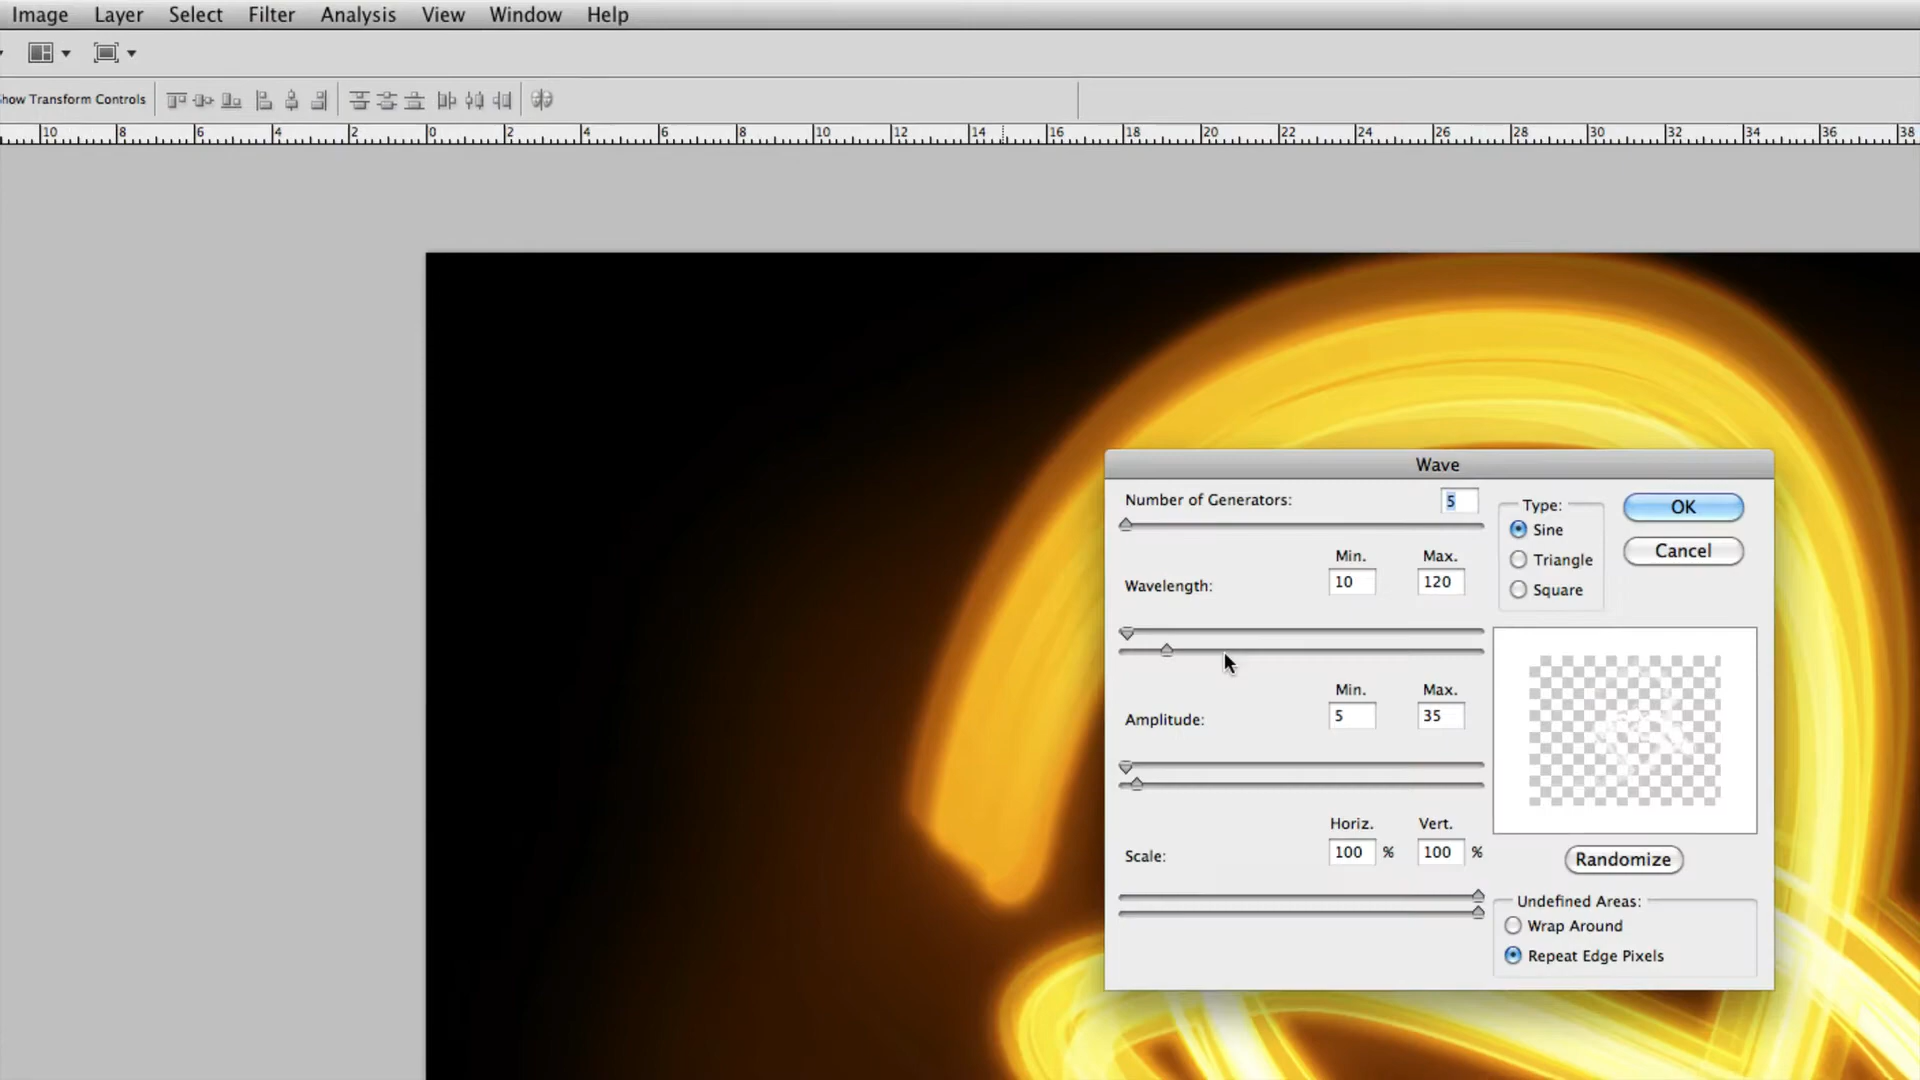 Image Layer Select Filter Analysis View Window Help
how Transform Controls
10 8 6 4 2 0 2 4 6 8 10 12 14 16 18 20 22 24 26 28 30 32 34 36 38
Wave
Number of Generators: 5
Min. Max.
Wavelength: 10 120
Min. Max.
Amplitude: 5 35
Horiz. Vert.
Scale: 100 % 100 %
Type:
Sine
Triangle
Square
OK
Cancel
Randomize
Undefined Areas:
Wrap Around
Repeat Edge Pixels